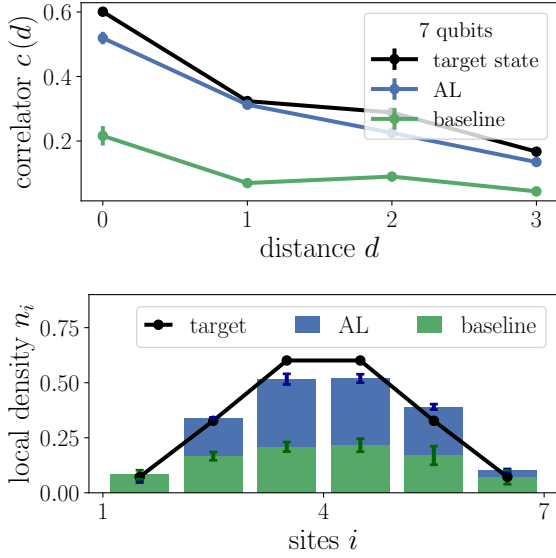 correlator c (d)
0.6
0.4
0.2
7 qubits
target state
AL
baseline
0 1 2 3
distance d
local density n_i
0.75
0.50
0.25
0.00
target AL baseline
1 4 7
sites i